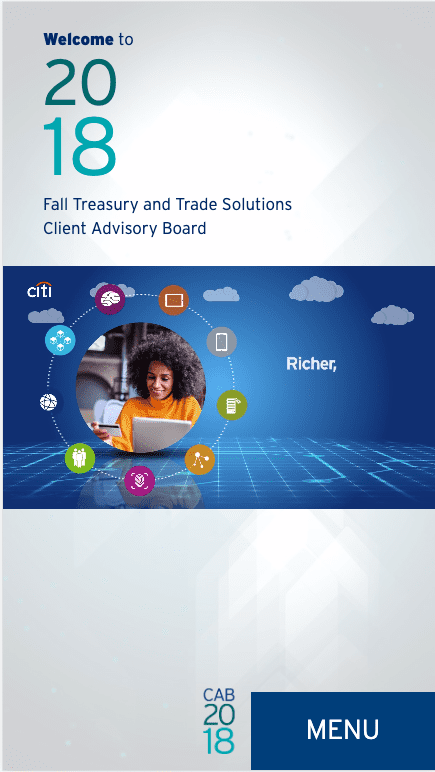 Welcome to
20
18
Fall Treasury and Trade Solutions
Client Advisory Board
citi
Richer,
CAB
20
18
MENU